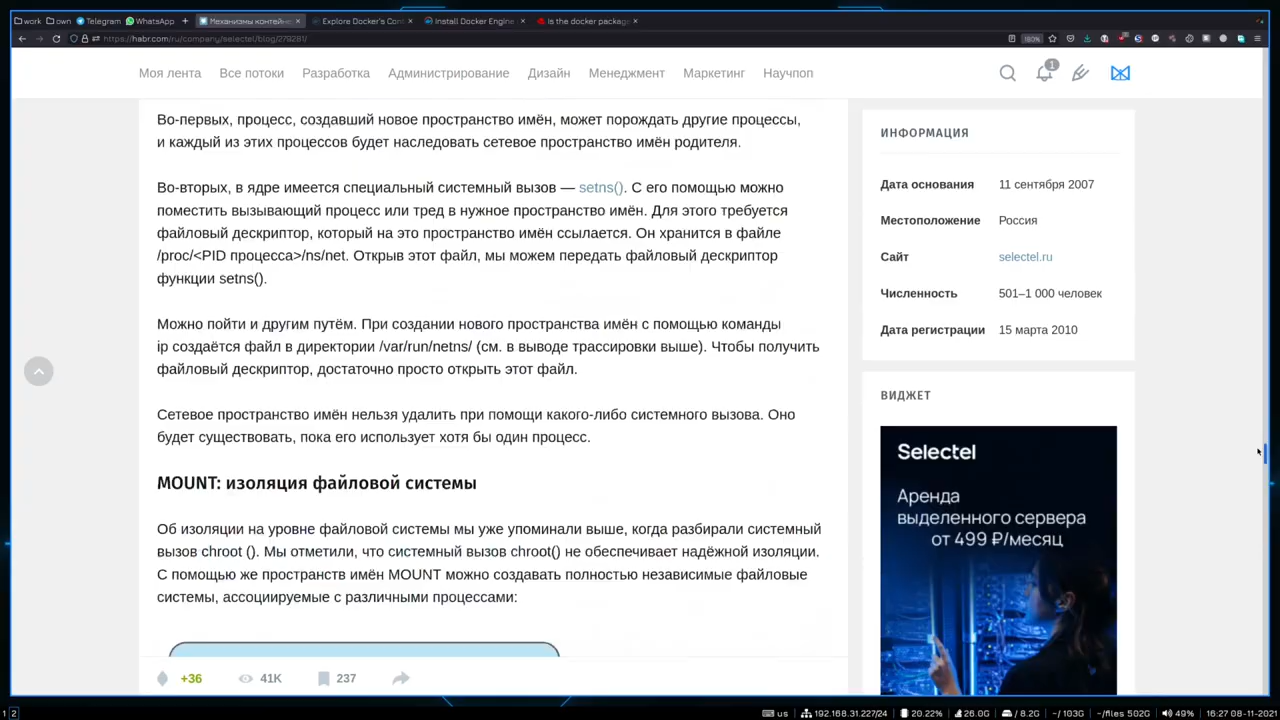 work
own
Telegram
WhatsApp
Механизмы контейне
Explore Docker's Con
Install Docker Engine
Is the docker packag
https://habr.com/ru/company/selectel/blog/279281/
180%
Моя лента
Все потоки
Разработка
Администрирование
Дизайн
Менеджмент
Маркетинг
Научпоп
1
Во-первых, процесс, создавший новое пространство имён, может порождать другие процессы,
и каждый из этих процессов будет наследовать сетевое пространство имён родителя.
Во-вторых, в ядре имеется специальный системный вызов — setns(). С его помощью можно
поместить вызывающий процесс или тред в нужное пространство имён. Для этого требуется
файловый дескриптор, который на это пространство имён ссылается. Он хранится в файле
/proc/<PID процесса>/ns/net. Открыв этот файл, мы можем передать файловый дескриптор
функции setns().
Можно пойти и другим путём. При создании нового пространства имён с помощью команды
ip создаётся файл в директории /var/run/netns/ (см. в выводе трассировки выше). Чтобы получить
файловый дескриптор, достаточно просто открыть этот файл.
Сетевое пространство имён нельзя удалить при помощи какого-либо системного вызова. Оно
будет существовать, пока его использует хотя бы один процесс.
MOUNT: изоляция файловой системы
Об изоляции на уровне файловой системы мы уже упоминали выше, когда разбирали системный
вызов chroot (). Мы отметили, что системный вызов chroot() не обеспечивает надёжной изоляции.
С помощью же пространств имён MOUNT можно создавать полностью независимые файловые
системы, ассоциируемые с различными процессами:
+36
41K
237
ИНФОРМАЦИЯ
Дата основания 11 сентября 2007
Местоположение Россия
Сайт selectel.ru
Численность 501–1 000 человек
Дата регистрации 15 марта 2010
ВИДЖЕТ
Selectel
Аренда
выделенного сервера
от 499 ₽/месяц
1 2
us 192.168.31.227/24 20.22% 26.0G / 8.2G ~/ 103G ~/files 502G 49% 16:27 08-11-2021